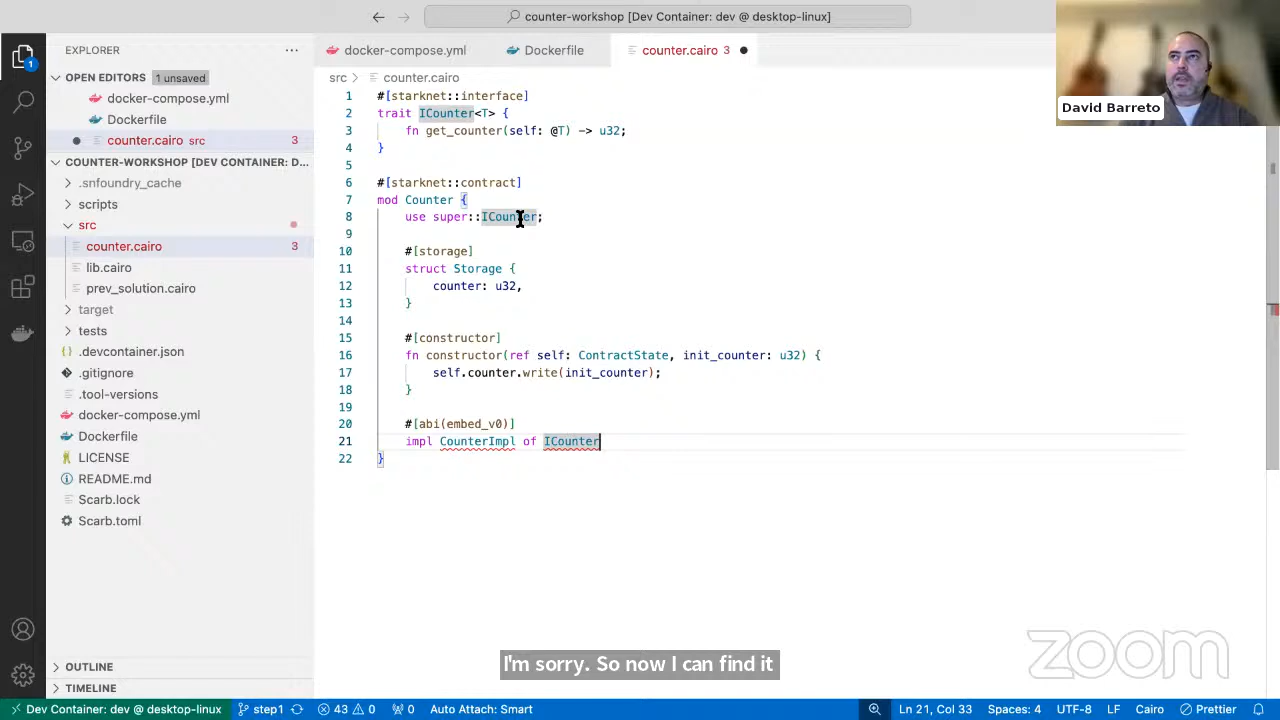 counter-workshop [Dev Container: dev @ desktop-linux]
EXPLORER
OPEN EDITORS 1 unsaved
docker-compose.yml
Dockerfile
counter.cairo src 3
COUNTER-WORKSHOP [DEV CONTAINER: D...
.snfoundry_cache
scripts
src
counter.cairo 3
lib.cairo
prev_solution.cairo
target
tests
.devcontainer.json
.gitignore
.tool-versions
docker-compose.yml
Dockerfile
LICENSE
README.md
Scarb.lock
Scarb.toml
OUTLINE
TIMELINE
1
docker-compose.yml Dockerfile counter.cairo 3
src > counter.cairo
1 #[starknet::interface]
2 trait ICounter<T> {
3 fn get_counter(self: @T) -> u32;
4 }
5
6 #[starknet::contract]
7 mod Counter {
8 use super::ICounter;
9
10 #[storage]
11 struct Storage {
12 counter: u32,
13 }
14
15 #[constructor]
16 fn constructor(ref self: ContractState, init_counter: u32) {
17 self.counter.write(init_counter);
18 }
19
20 #[abi(embed_v0)]
21 impl CounterImpl of ICounter
22 }
David Barreto
I'm sorry. So now I can find it
zoom
Dev Container: dev @ desktop-linux step1 43 0 0 Auto Attach: Smart Ln 21, Col 33 Spaces: 4 UTF-8 LF Cairo Prettier